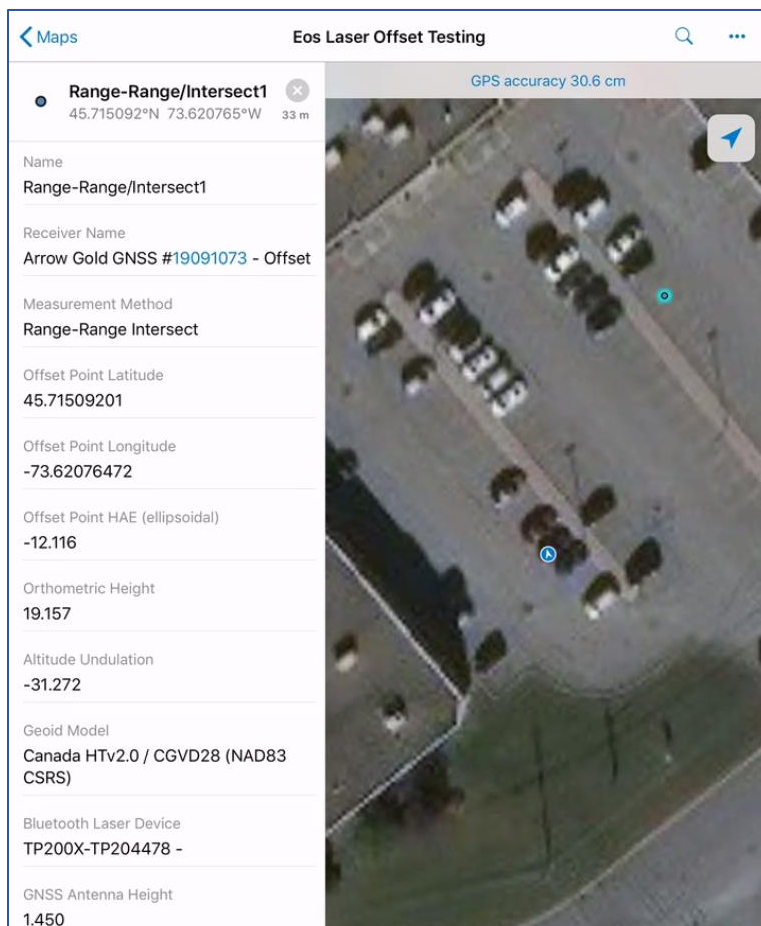 Maps
Eos Laser Offset Testing
GPS accuracy 30.6 cm
Range-Range/Intersect1
45.715092°N 73.620765°W
33 m
Name
Range-Range/Intersect1
Receiver Name
Arrow Gold GNSS #19091073 - Offset
Measurement Method
Range-Range Intersect
Offset Point Latitude
45.71509201
Offset Point Longitude
-73.62076472
Offset Point HAE (ellipsoidal)
-12.116
Orthometric Height
19.157
Altitude Undulation
-31.272
Geoid Model
Canada HTv2.0 / CGVD28 (NAD83
CSRS)
Bluetooth Laser Device
TP200X-TP204478 -
GNSS Antenna Height
1.450